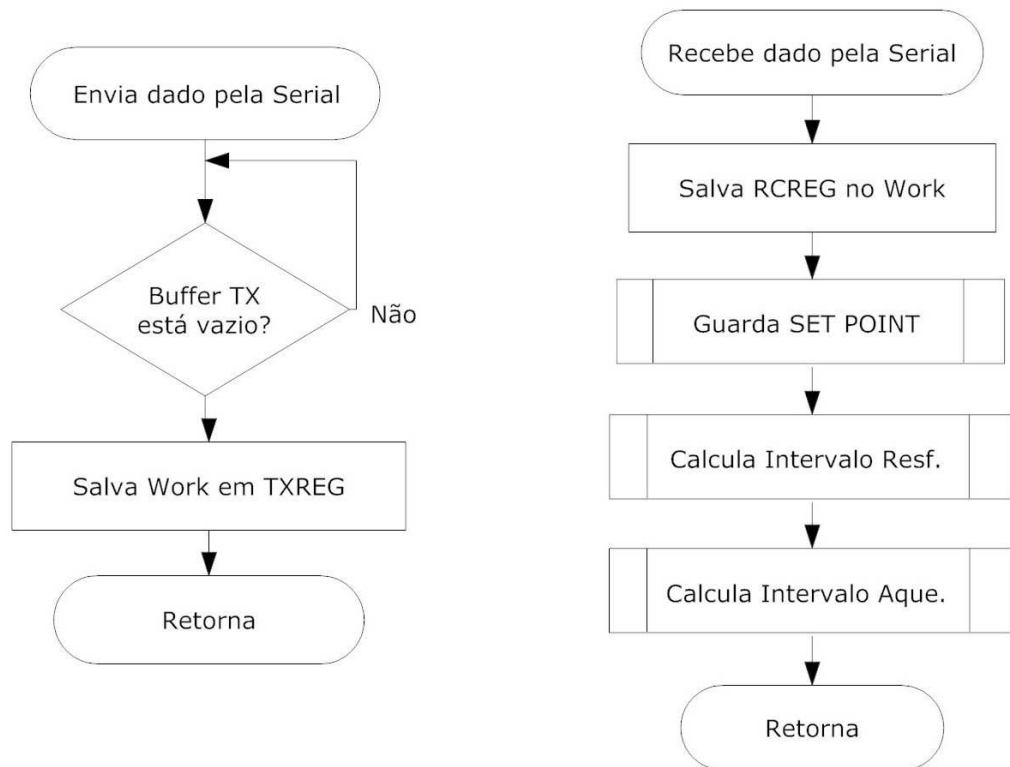 Envia dado pela Serial
Buffer TX
está vazio?
Não
Salva Work em TXREG
Retorna
Recebe dado pela Serial
Salva RCREG no Work
Guarda SET POINT
Calcula Intervalo Resf.
Calcula Intervalo Aque.
Retorna